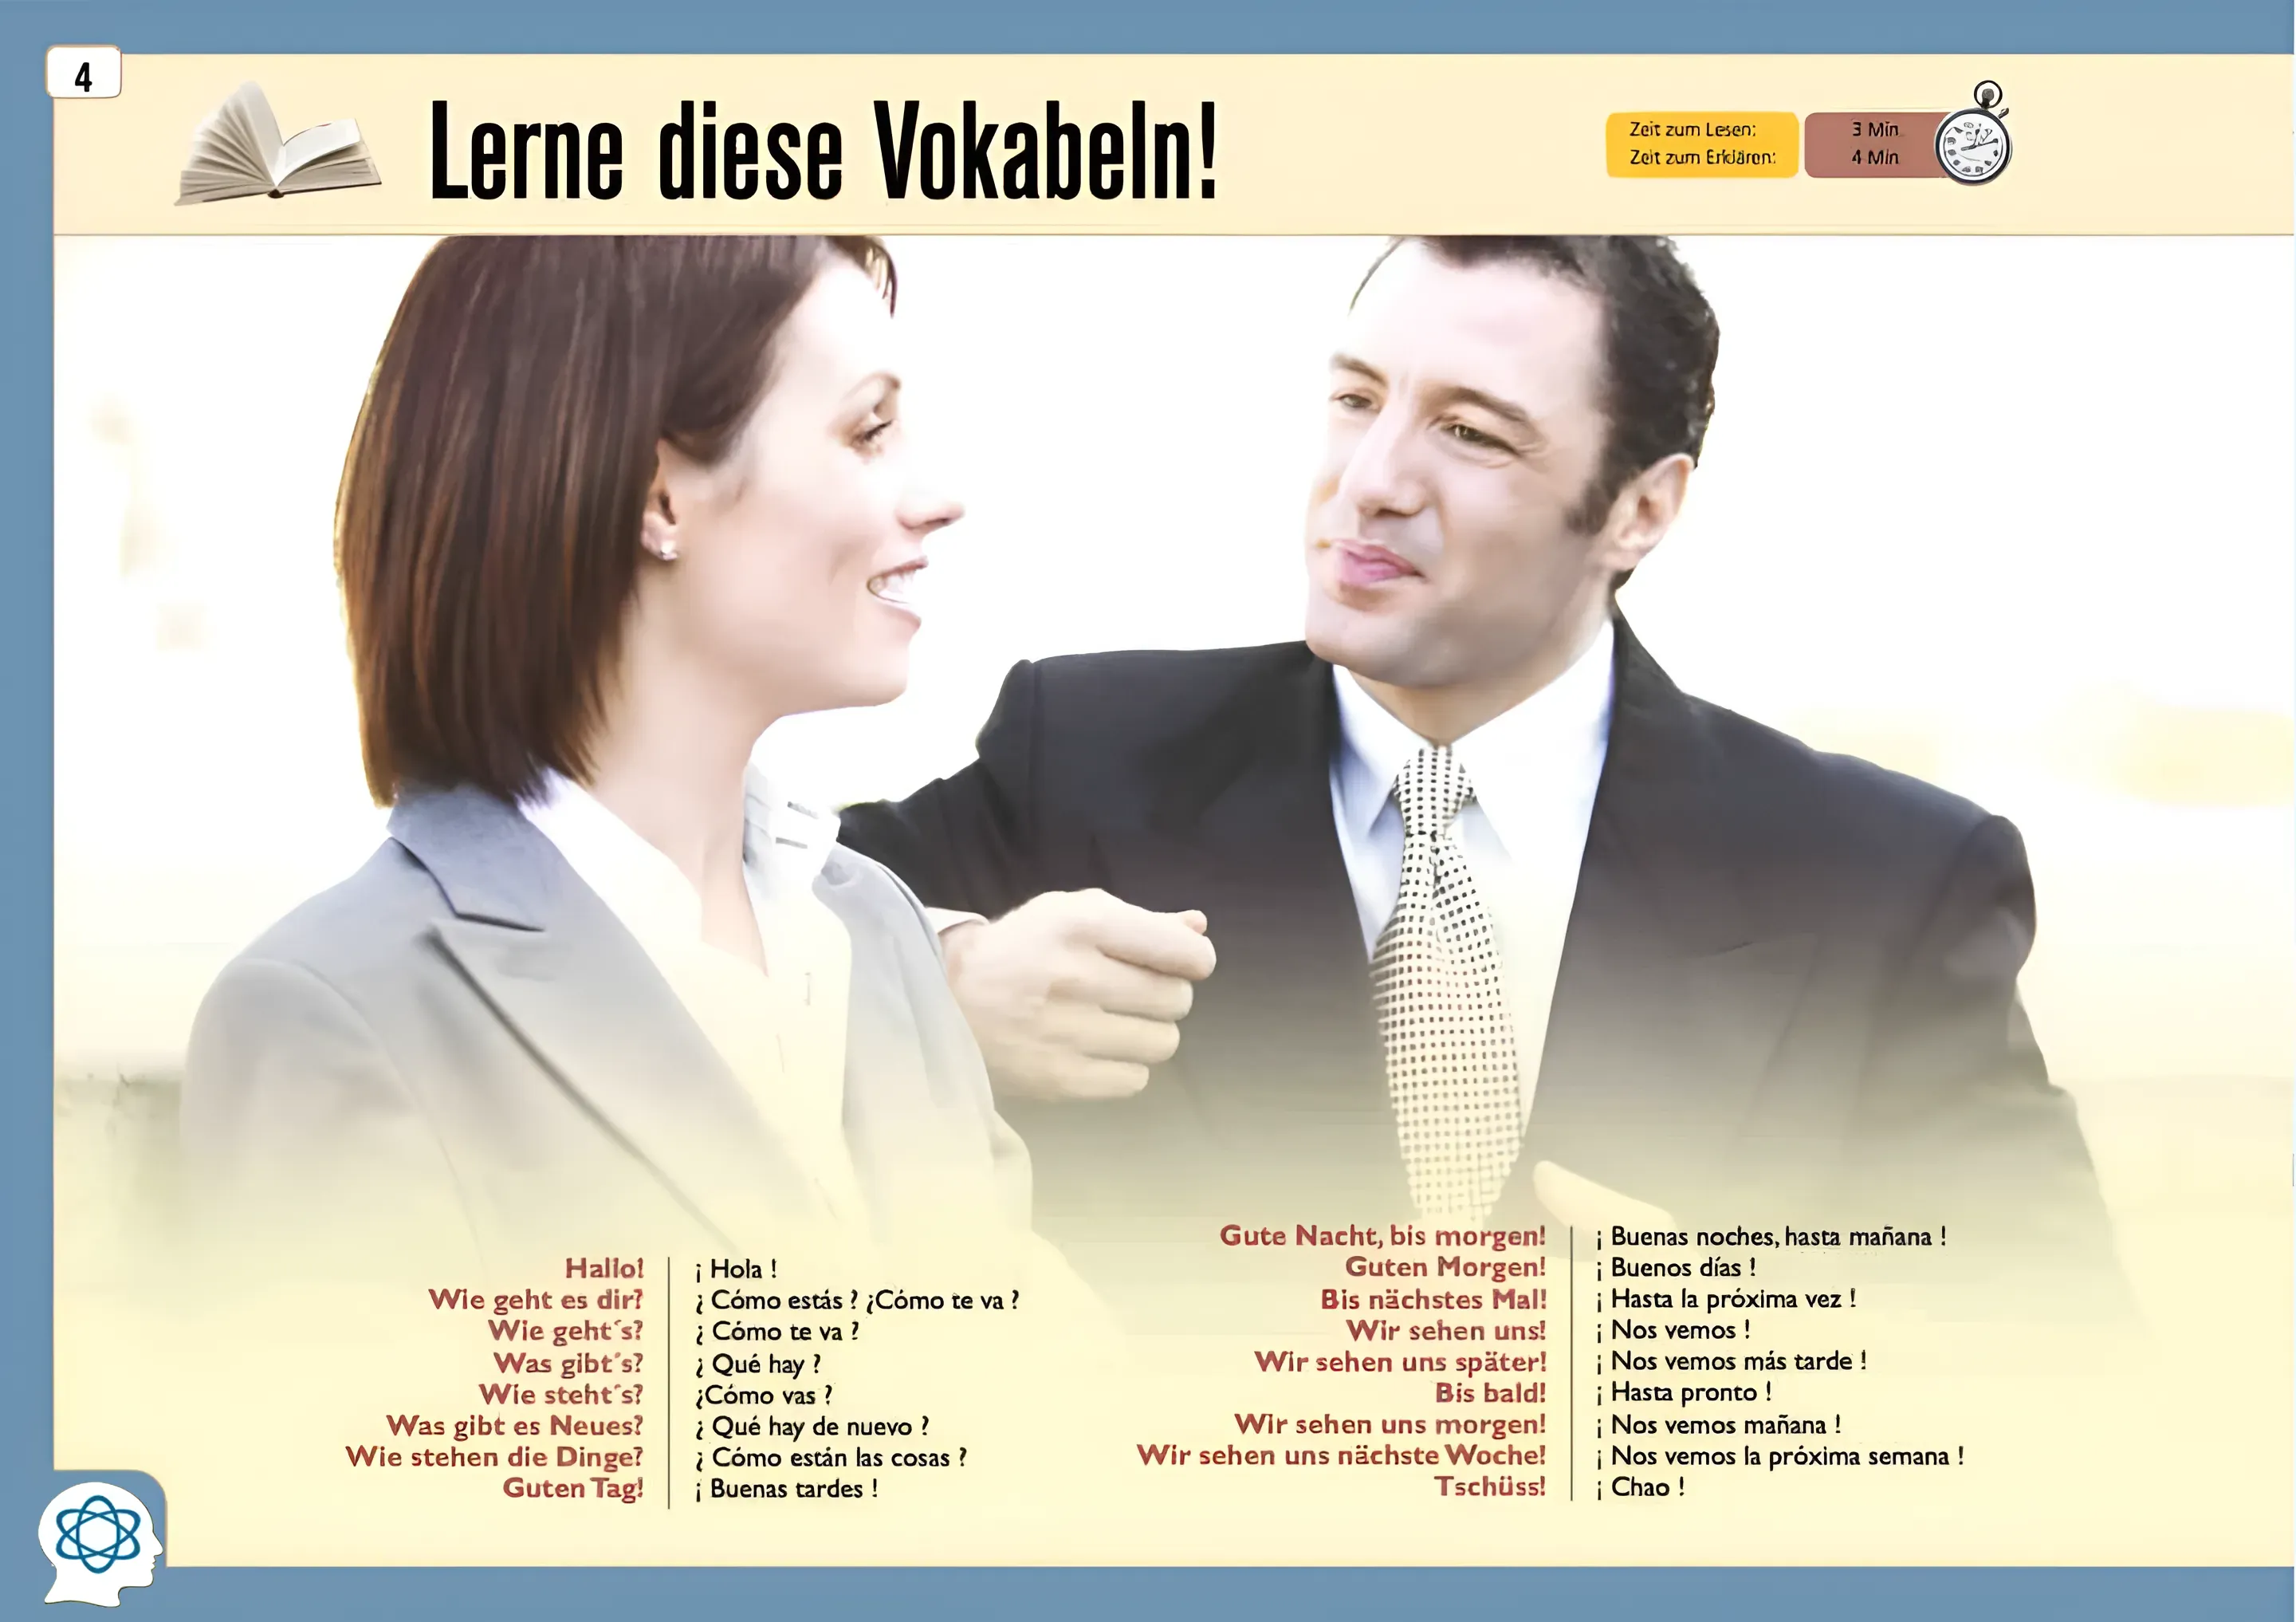 4
Lerne diese Vokabeln!
Zeit zum Lesen: 3 Min
Zeit zum Erklären: 4 Min
Hallo! ¡ Hola !
Wie geht es dir? ¿ Cómo estás ? ¿Cómo te va ?
Wie geht´s? ¿ Cómo te va ?
Was gibt´s? ¿ Qué hay ?
Wie steht´s? ¿Cómo vas ?
Was gibt es Neues? ¿ Qué hay de nuevo ?
Wie stehen die Dinge? ¿ Cómo están las cosas ?
Guten Tag! ¡ Buenas tardes !
Gute Nacht, bis morgen! ¡ Buenas noches, hasta mañana !
Guten Morgen! ¡ Buenos días !
Bis nächstes Mal! ¡ Hasta la próxima vez !
Wir sehen uns! ¡ Nos vemos !
Wir sehen uns später! ¡ Nos vemos más tarde !
Bis bald! ¡ Hasta pronto !
Wir sehen uns morgen! ¡ Nos vemos mañana !
Wir sehen uns nächste Woche! ¡ Nos vemos la próxima semana !
Tschüss! ¡ Chao !